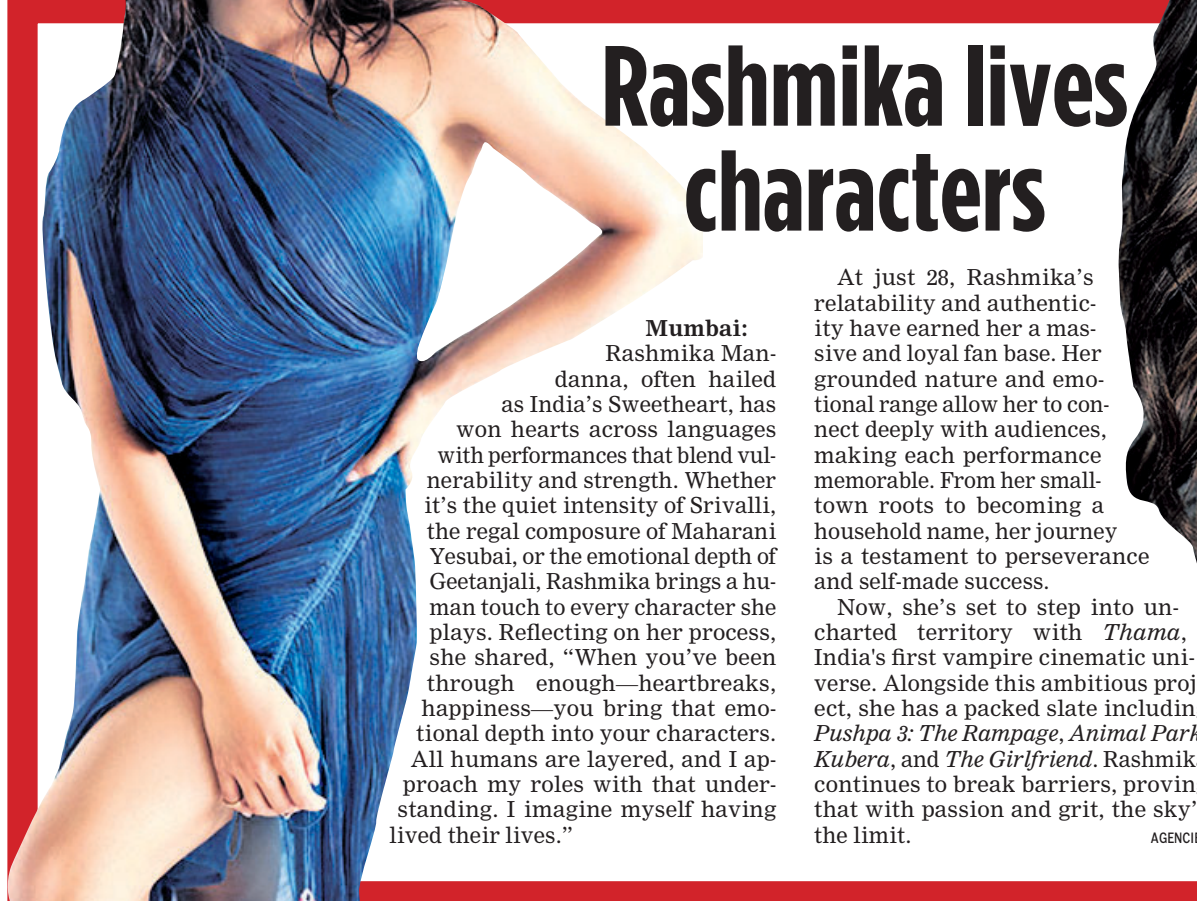 Rashmika lives
characters
Mumbai:
Rashmika Man-
danna, often hailed
as India’s Sweetheart, has
won hearts across languages
with performances that blend vul-
nerability and strength. Whether
it’s the quiet intensity of Srivalli,
the regal composure of Maharani
Yesubai, or the emotional depth of
Geetanjali, Rashmika brings a hu-
man touch to every character she
plays. Reflecting on her process,
she shared, “When you’ve been
through enough—heartbreaks,
happiness—you bring that emo-
tional depth into your characters.
All humans are layered, and I ap-
proach my roles with that under-
standing. I imagine myself having
lived their lives.”
At just 28, Rashmika’s
relatability and authentic-
ity have earned her a mas-
sive and loyal fan base. Her
grounded nature and emo-
tional range allow her to con-
nect deeply with audiences,
making each performance
memorable. From her small-
town roots to becoming a
household name, her journey
is a testament to perseverance
and self-made success.
Now, she’s set to step into un-
charted territory with Thama,
India's first vampire cinematic uni-
verse. Alongside this ambitious proj
ect, she has a packed slate includin
Pushpa 3: The Rampage, Animal Park
Kubera, and The Girlfriend. Rashmik
continues to break barriers, provin
that with passion and grit, the sky’
the limit.
AGENCIE